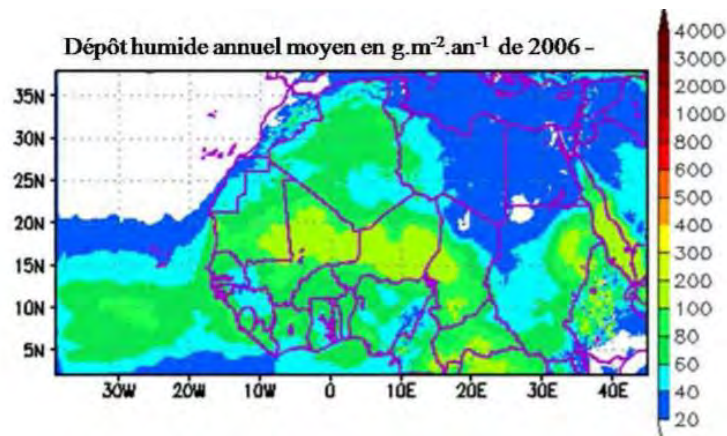 Dépôt humide annuel moyen en g.m⁻².an⁻¹ de 2006 -
4000
3000
2000
1000
800
600
500
400
300
200
100
80
60
40
20
35N
30N
25N
20N
15N
10N
5N
30W 20W 10W 0 10E 20E 30E 40E